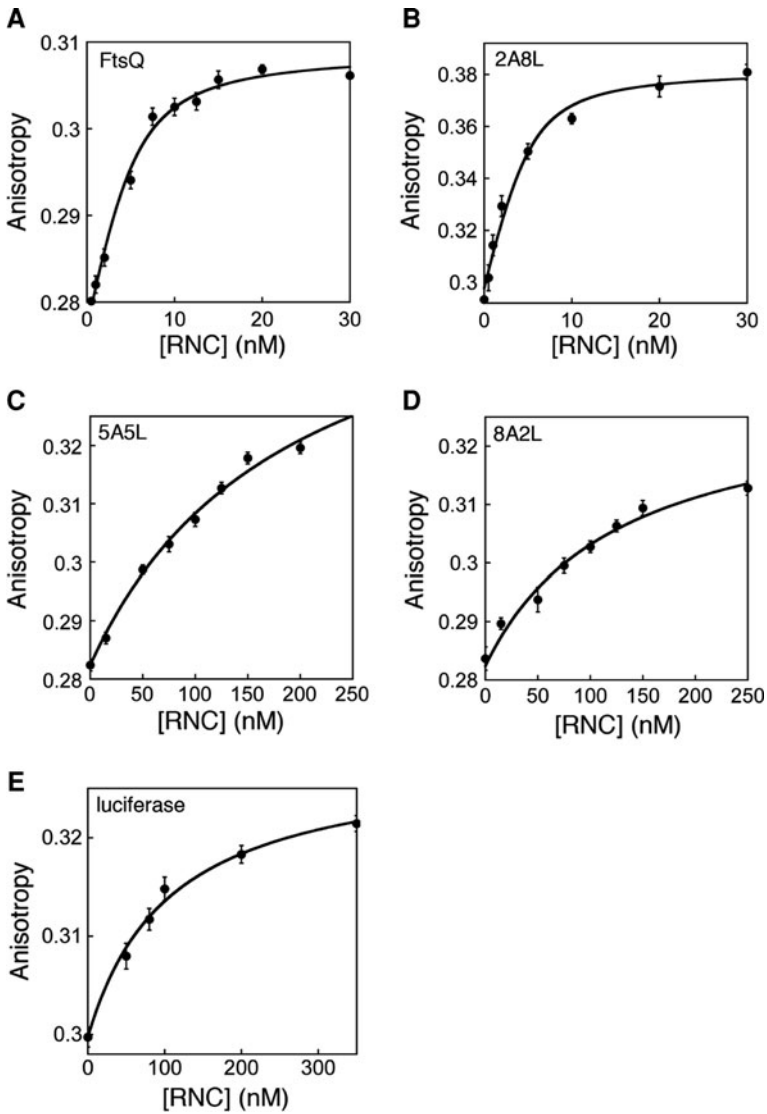 A
FtsQ
Anisotropy
0.31
0.3
0.29
0.28
0 10 20 30
[RNC] (nM)
B
2A8L
Anisotropy
0.38
0.36
0.34
0.32
0.3
0 10 20 30
[RNC] (nM)
C
5A5L
Anisotropy
0.32
0.31
0.3
0.29
0.28
0 50 100 150 200 250
[RNC] (nM)
D
8A2L
Anisotropy
0.32
0.31
0.3
0.29
0.28
0 50 100 150 200 250
[RNC] (nM)
E
luciferase
Anisotropy
0.32
0.31
0.3
0 100 200 300
[RNC] (nM)